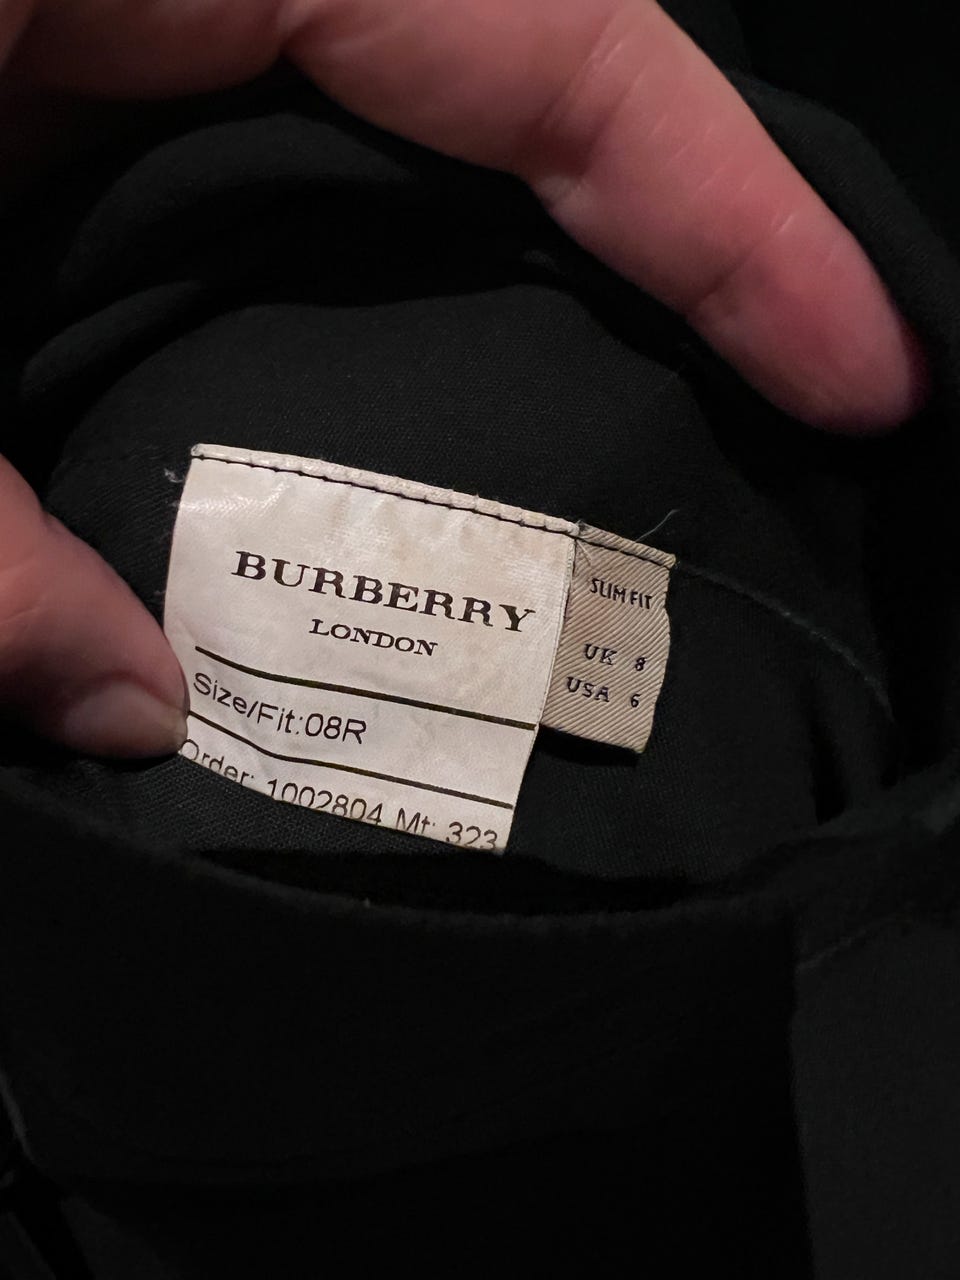 BURBERRY
LONDON
Size/Fit:08R
Order: 1002804 Mt: 323
SLIM FIT
UK 8
USA 6